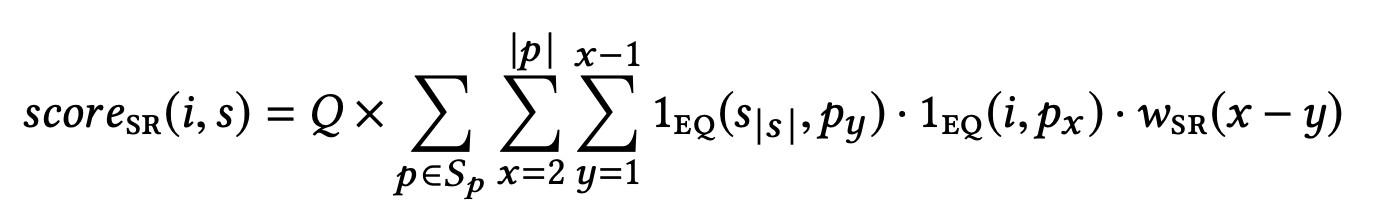 score_SR(i, s) = Q × ∑_{p∈S_p} ∑_{x=2}^{|p|} ∑_{y=1}^{x−1} 1_EQ(s_{|s|}, p_y) · 1_EQ(i, p_x) · w_SR(x − y)